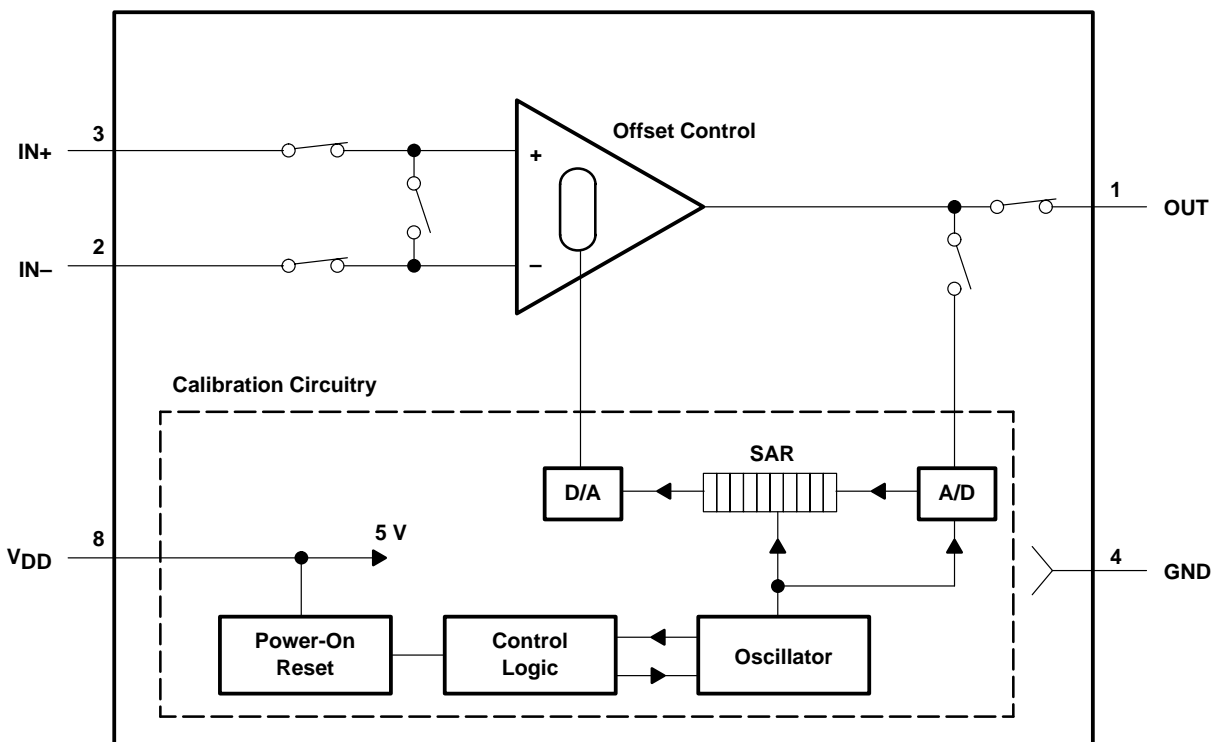 Offset Control
3
IN+
+
1
OUT
2
IN–
–
Calibration Circuitry
SAR
D/A
A/D
5 V
8
VDD
4
GND
Power-On
Reset
Control
Logic
Oscillator